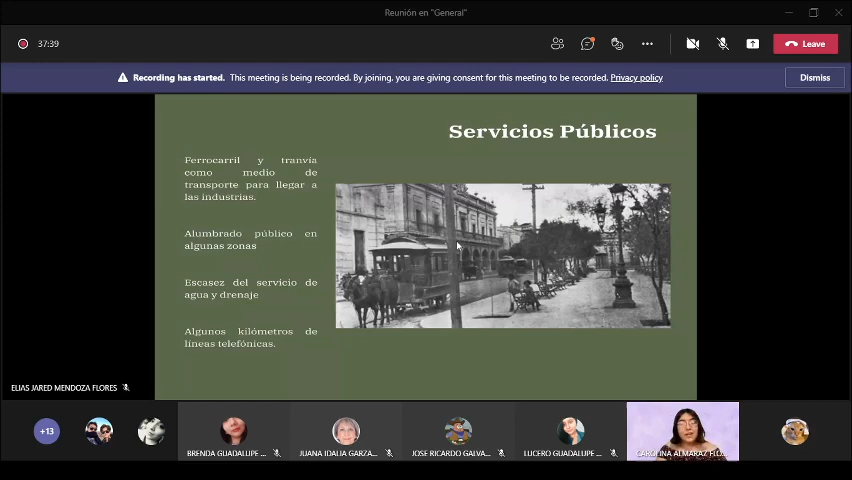 Reunión en "General"
37:39
Leave
Recording has started. This meeting is being recorded. By joining, you are giving consent for this meeting to be recorded. Privacy policy
Dismiss
Servicios Públicos
Ferrocarril y tranvía
como medio de
transporte para llegar a
las industrias.
Alumbrado público en
algunas zonas
Escasez del servicio de
agua y drenaje
Algunos kilómetros de
líneas telefónicas.
ELIAS JARED MENDOZA FLORES
+13
BRENDA GUADALUPE ...
JUANA IDALIA GARZA...
JOSE RICARDO GALVA...
LUCERO GUADALUPE ...
CAROLINA ALMARAZ FLO...